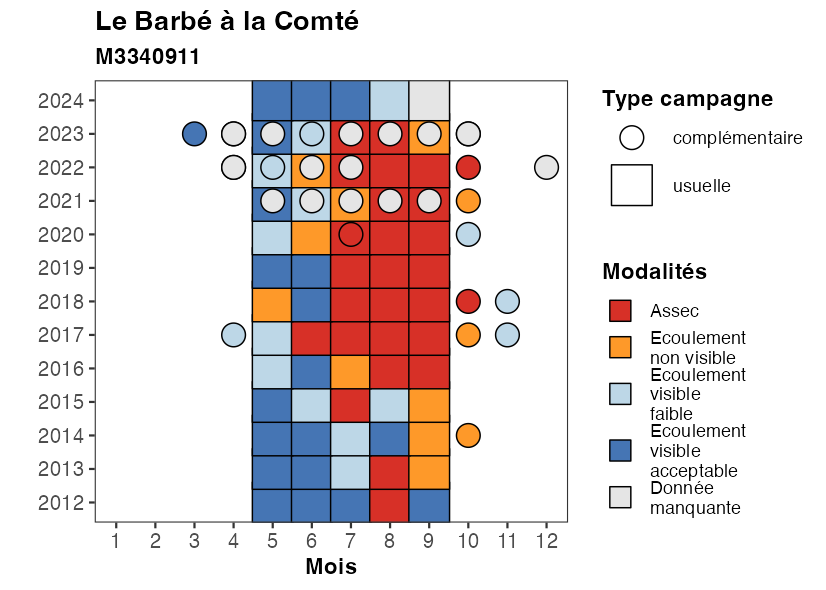 Le Barbé à la Comté
M3340911
2024
2023
2022
2021
2020
2019
2018
2017
2016
2015
2014
2013
2012
1 2 3 4 5 6 7 8 9 10 11 12
Mois
Type campagne
complémentaire
usuelle
Modalités
Assec
Ecoulement
non visible
Ecoulement
visible
faible
Ecoulement
visible
acceptable
Donnée
manquante